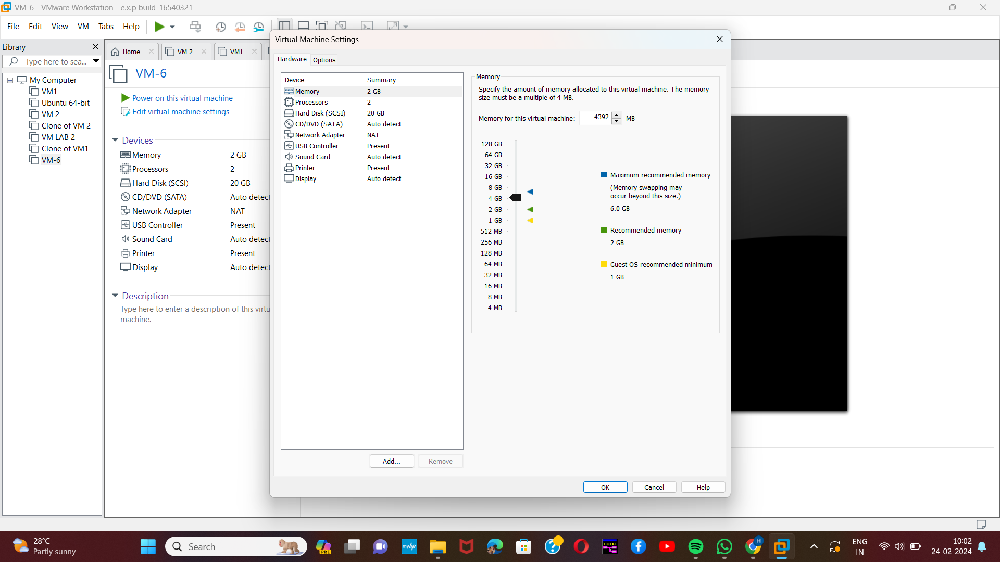 VM-6 - VMware Workstation - e.x.p build-16540321
File Edit View VM Tabs Help
Library
Type here to sea...
My Computer
VM1
Ubuntu 64-bit
VM 2
Clone of VM 2
VM LAB 2
Clone of VM1
VM-6
Home
VM 2
VM1
VM-6
Power on this virtual machine
Edit virtual machine settings
Devices
Memory 2 GB
Processors 2
Hard Disk (SCSI) 20 GB
CD/DVD (SATA) Auto detect
Network Adapter NAT
USB Controller Present
Sound Card Auto detect
Printer Present
Display Auto detect
Description
Type here to enter a description of this virtu
machine.
Virtual Machine Settings
Hardware Options
Device Summary
Memory 2 GB
Processors 2
Hard Disk (SCSI) 20 GB
CD/DVD (SATA) Auto detect
Network Adapter NAT
USB Controller Present
Sound Card Auto detect
Printer Present
Display Auto detect
Add... Remove
Memory
Specify the amount of memory allocated to this virtual machine. The memory
size must be a multiple of 4 MB.
Memory for this virtual machine: 4392 MB
128 GB
64 GB
32 GB
16 GB
8 GB
4 GB
2 GB
1 GB
512 MB
256 MB
128 MB
64 MB
32 MB
16 MB
8 MB
4 MB
Maximum recommended memory
(Memory swapping may
occur beyond this size.)
6.0 GB
Recommended memory
2 GB
Guest OS recommended minimum
1 GB
OK Cancel Help
28°C
Partly sunny
Search
PRE
myhp
DATA
H
ENG
IN
10:02
24-02-2024